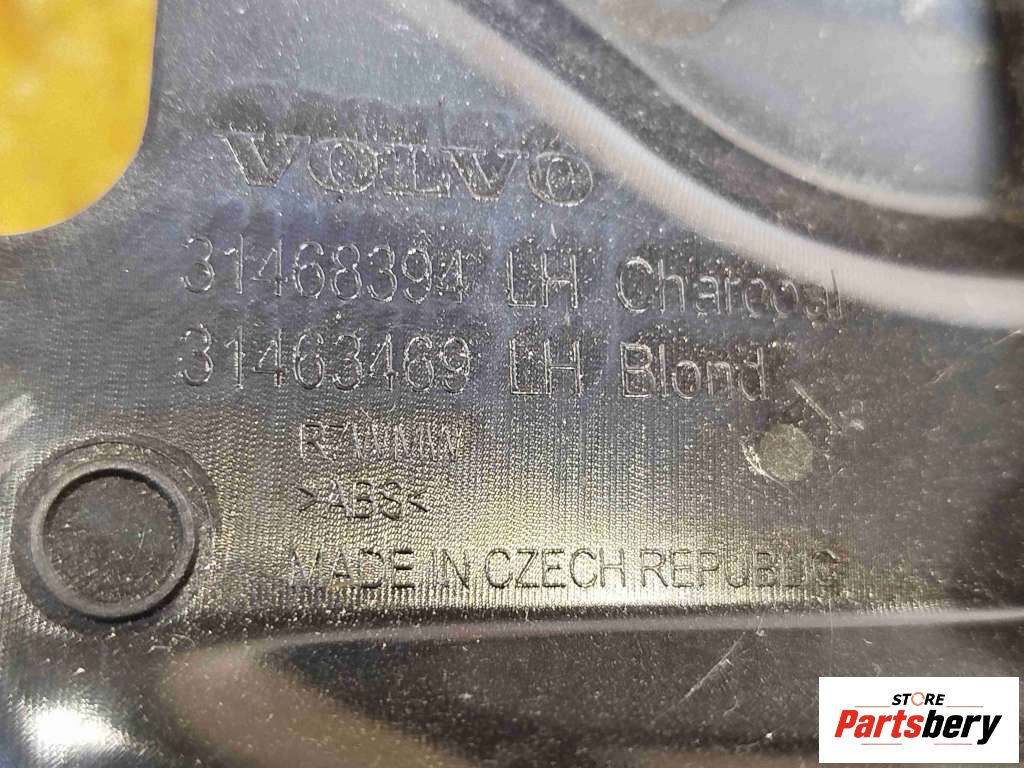 VOLVO
31468394 LH Charcoal
31463469 LH Blond
>ABS<
MADE IN CZECH REPUBLIC
STORE
Partsbery